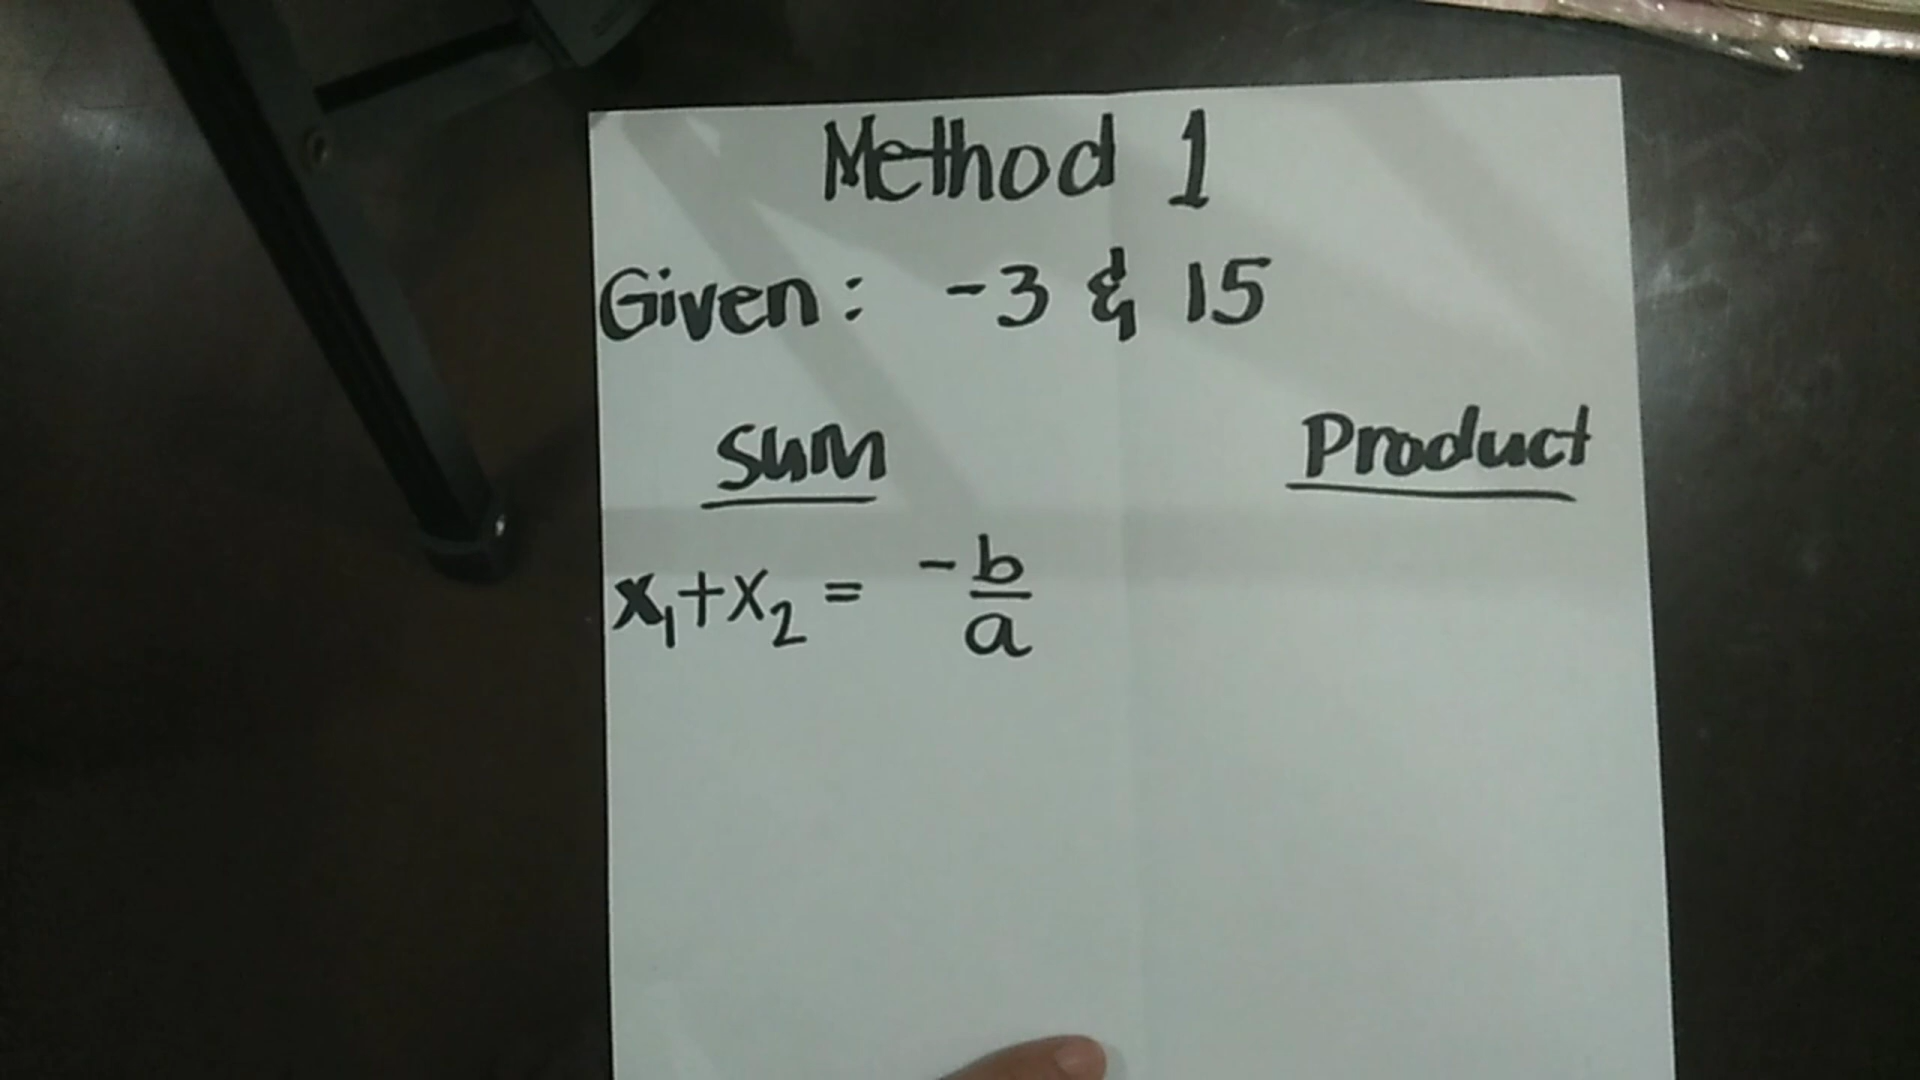 Method 1
Given: -3 & 15
Sum Product
x₁+x₂ = -b/a